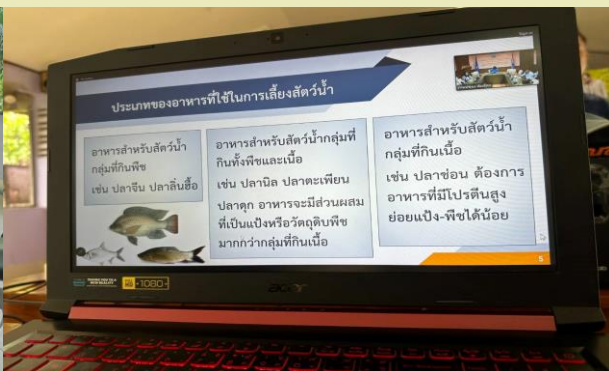 ประเภทของอาหารที่ใช้ในการเลี้ยงสัตว์น้ำ
อาหารสำหรับสัตว์น้ำ
กลุ่มที่กินพืช
เช่น ปลาจีน ปลาลิ่นฮื้อ
อาหารสำหรับสัตว์น้ำกลุ่มที่
กินทั้งพืชและเนื้อ
เช่น ปลานิล ปลาตะเพียน
ปลาดุก อาหารจะมีส่วนผสม
ที่เป็นแป้งหรือวัตถุดิบพืช
มากกว่ากลุ่มที่กินเนื้อ
อาหารสำหรับสัตว์น้ำ
กลุ่มที่กินเนื้อ
เช่น ปลาช่อน ต้องการ
อาหารที่มีโปรตีนสูง
ย่อยแป้ง-พืชได้น้อย
5
1080
acer